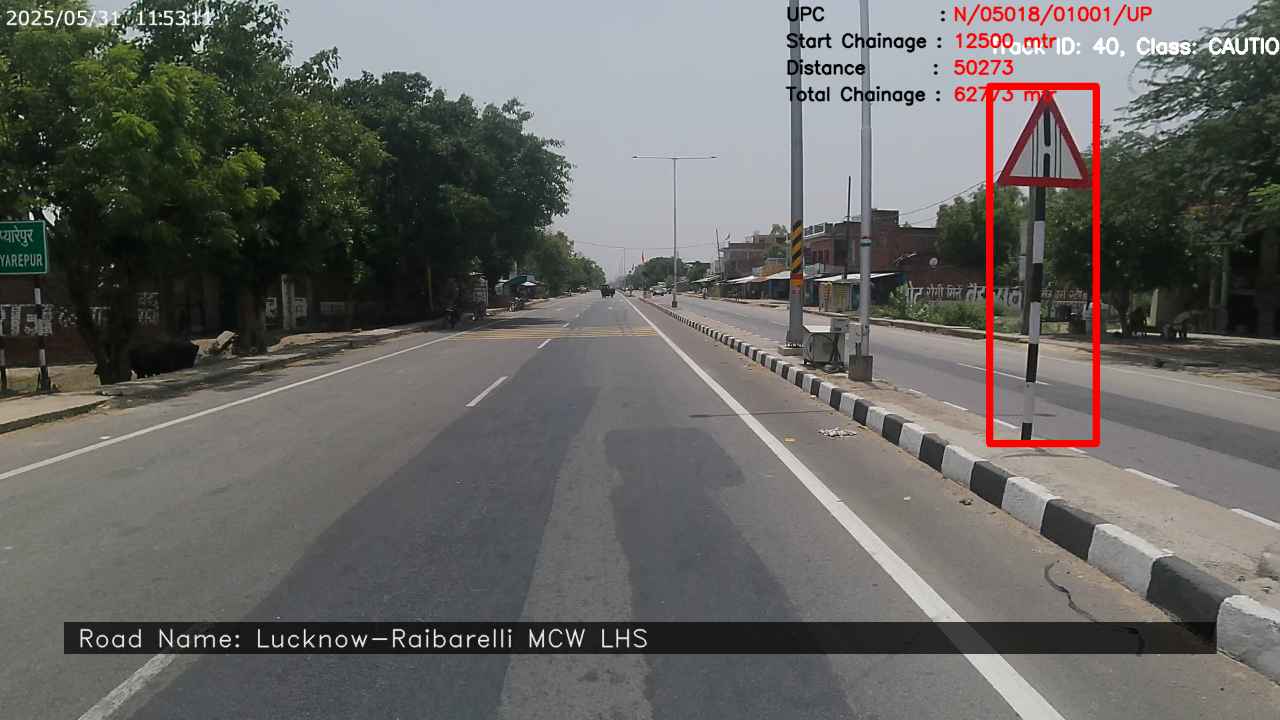 2025/05/31 11:53:11
UPC : N/05018/01001/UP
Start Chainage : 12500 mtr
Track ID: 40, Class: CAUTIO
Distance : 50273
Total Chainage : 62773 mtr
प्यारेपुर
YAREPUR
Road Name: Lucknow-Raibarelli MCW LHS